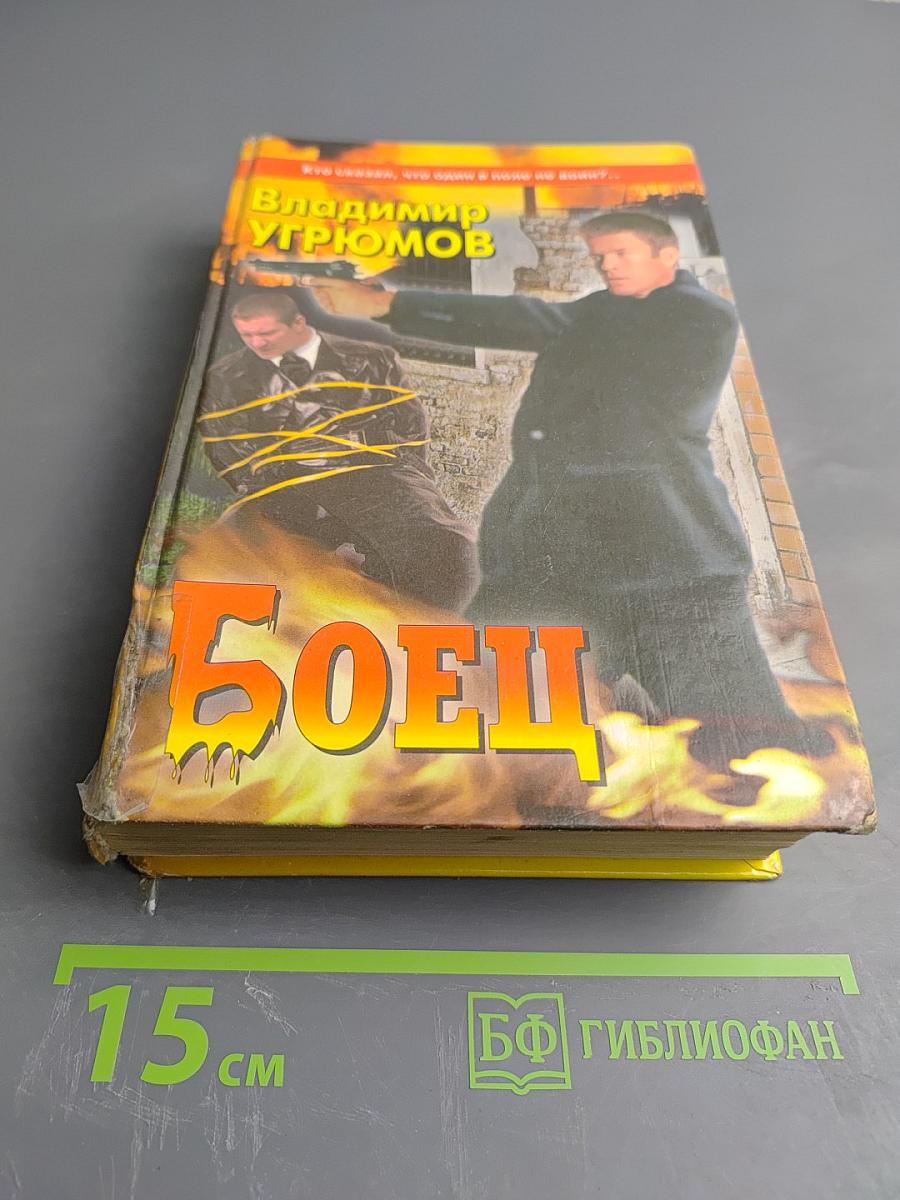 Кто сказал, что один в поле не воин?..
Владимир
УГРЮМОВ
БОЕЦ
15 см
БФ ГИБЛИОФАН